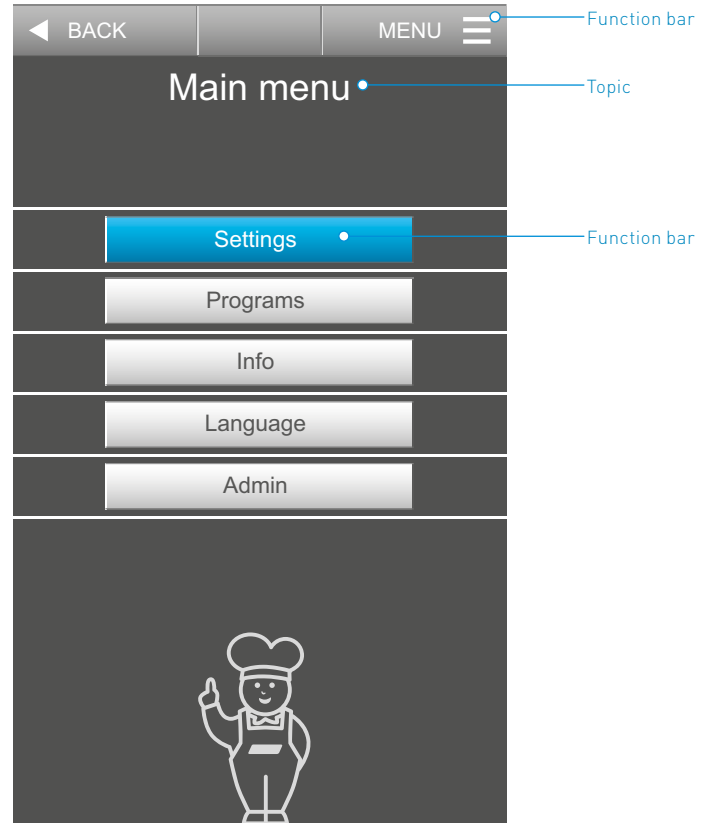 BACK
MENU
Function bar
Main menu
Topic
Settings
Function bar
Programs
Info
Language
Admin